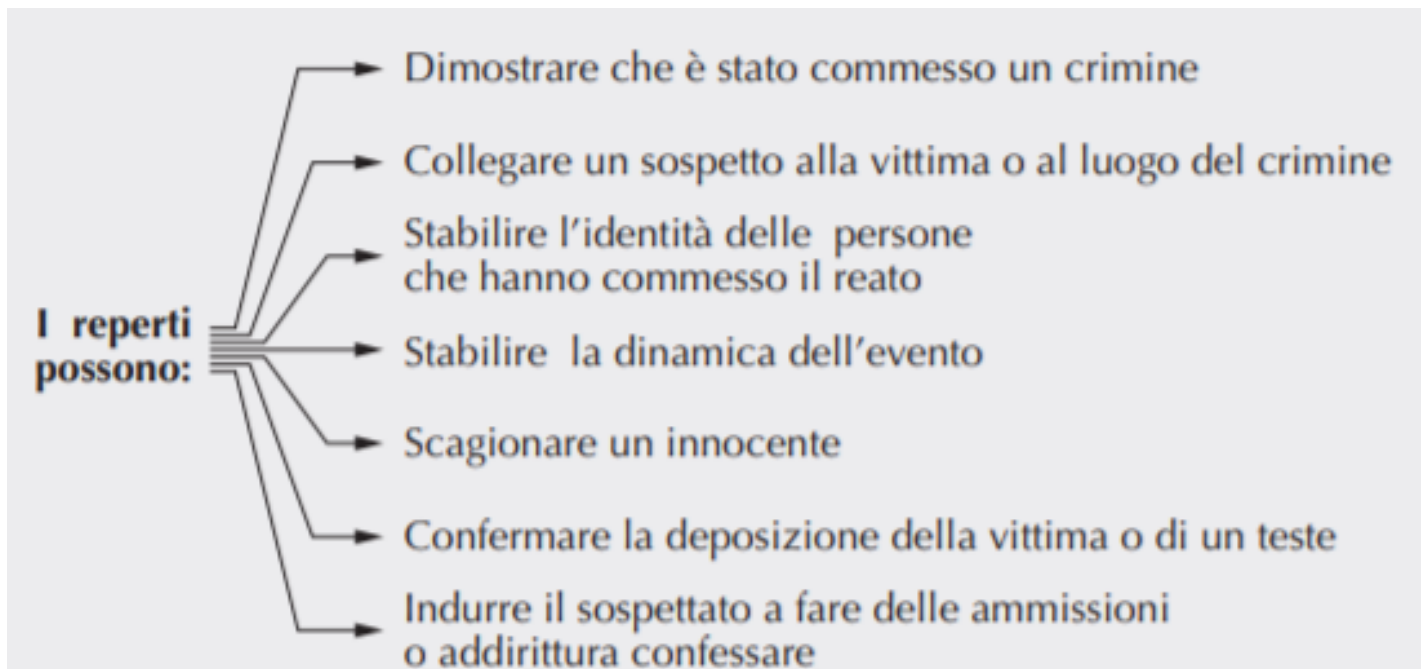 Dimostrare che è stato commesso un crimine
Collegare un sospetto alla vittima o al luogo del crimine
Stabilire l'identità delle persone
che hanno commesso il reato
I reperti
possono:
Stabilire la dinamica dell'evento
Scagionare un innocente
Confermare la deposizione della vittima o di un teste
Indurre il sospettato a fare delle ammissioni
o addirittura confessare